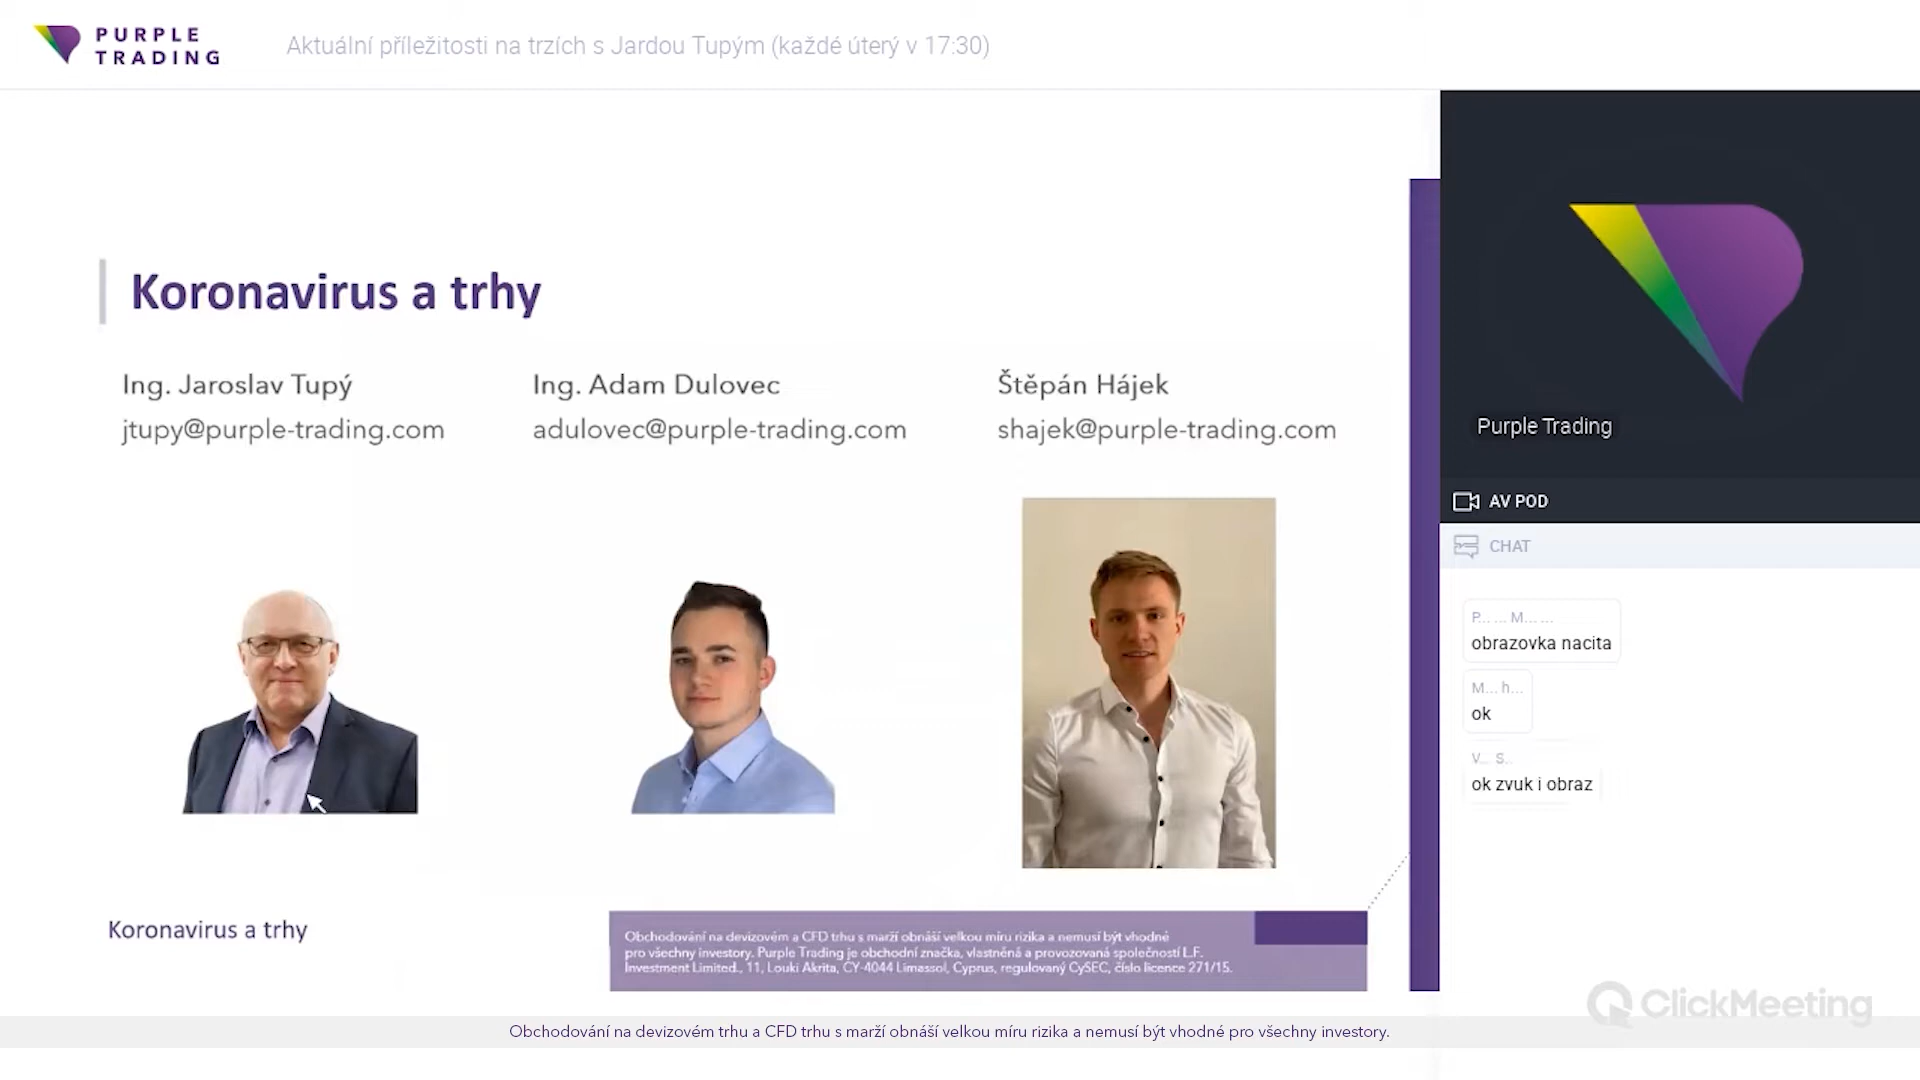 PURPLE
TRADING
Aktuální příležitosti na trzích s Jardou Tupým (každé úterý v 17:30)
Koronavirus a trhy
Ing. Jaroslav Tupý
jtupy@purple-trading.com
Ing. Adam Dulovec
adulovec@purple-trading.com
Štěpán Hájek
shajek@purple-trading.com
Koronavirus a trhy
Obchodování na devizovém a CFD trhu s marží obnáší velkou míru rizika a nemusí být vhodné
pro všechny investory. Purple Trading je obchodní značka, vlastněná a provozovaná společností L.F.
Investment Limited., 11, Louki Akrita, CY-4044 Limassol, Cyprus, regulovaný CySEC, číslo licence 271/15.
Purple Trading
AV POD
CHAT
P... ... M... ...
obrazovka nacita
M... h...
ok
V... S..
ok zvuk i obraz
ClickMeeting
Obchodování na devizovém trhu a CFD trhu s marží obnáší velkou míru rizika a nemusí být vhodné pro všechny investory.